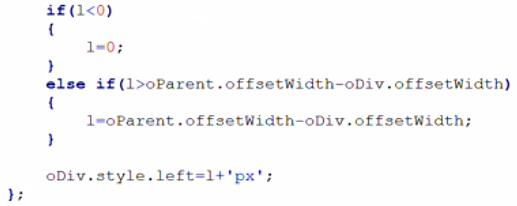 if(l<0)
{
l=0;
}
else if(l>oParent.offsetWidth-oDiv.offsetWidth)
{
l=oParent.offsetWidth-oDiv.offsetWidth;
}
oDiv.style.left=l+'px';
};